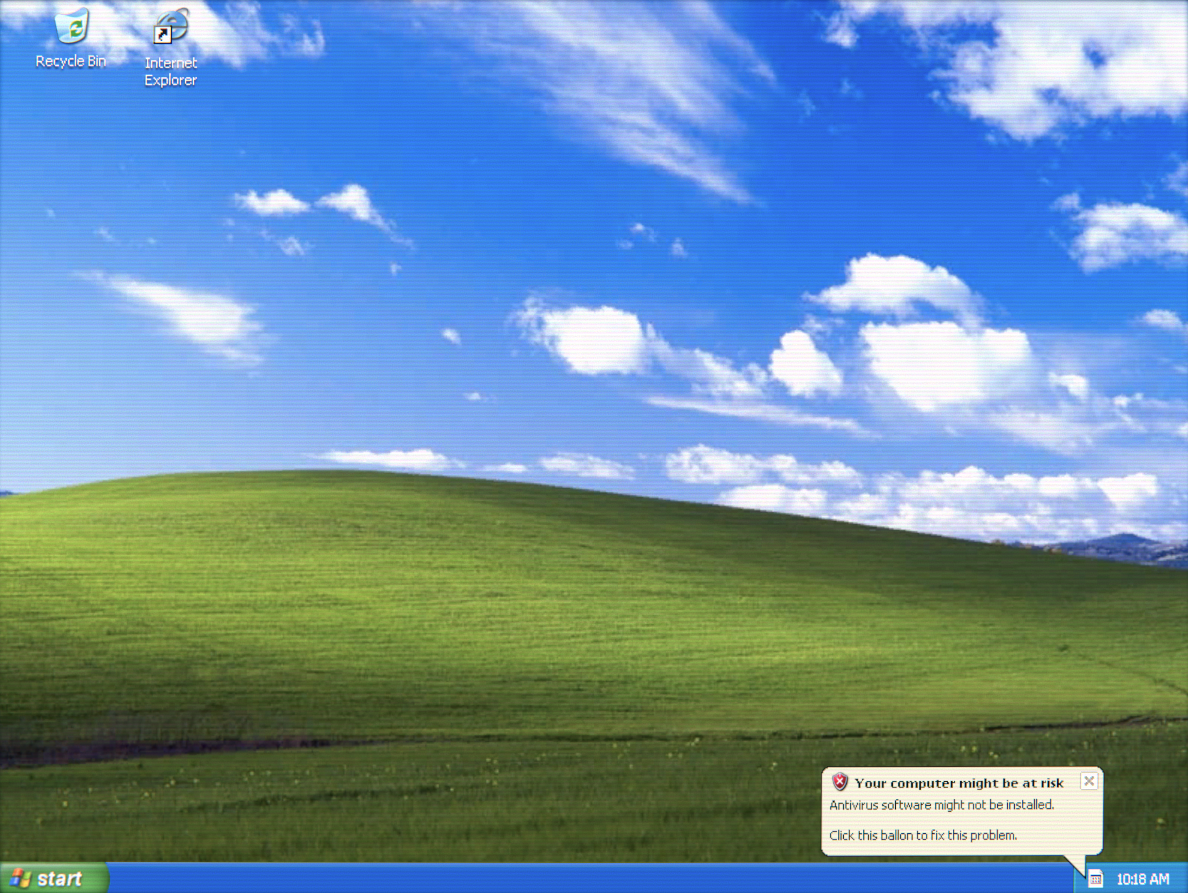 Recycle Bin
Internet
Explorer
Your computer might be at risk
Antivirus software might not be installed.
Click this ballon to fix this problem.
start
10:18 AM